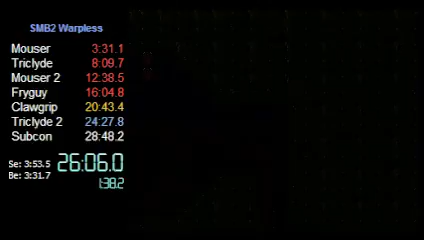 SMB2 Warpless
Mouser 3:31.1
Triclyde 8:09.7
Mouser 2 12:38.5
Fryguy 16:04.8
Clawgrip 20:43.4
Triclyde 2 24:27.8
Subcon 28:48.2
Se: 3:53.5 26:06.0
Be: 3:31.7 1:38.2